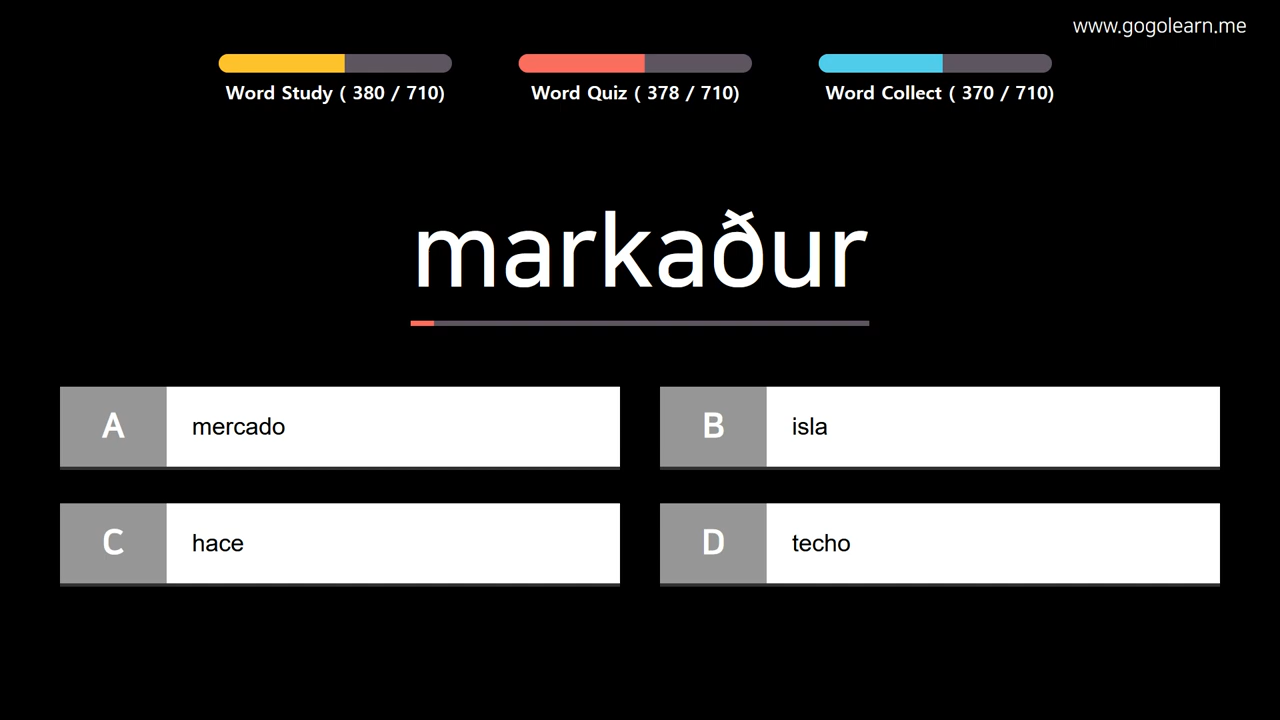 www.gogolearn.me
Word Study ( 380 / 710)
Word Quiz ( 378 / 710)
Word Collect ( 370 / 710)
markaður
A mercado
B isla
C hace
D techo